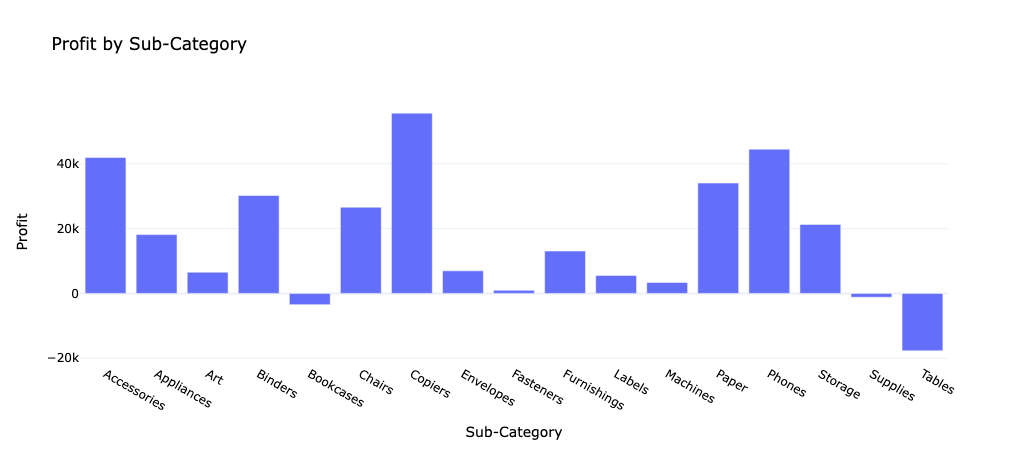 Profit by Sub-Category
Profit
40k
20k
0
−20k
Accessories
Appliances
Art
Binders
Bookcases
Chairs
Copiers
Envelopes
Fasteners
Furnishings
Labels
Machines
Paper
Phones
Storage
Supplies
Tables
Sub-Category